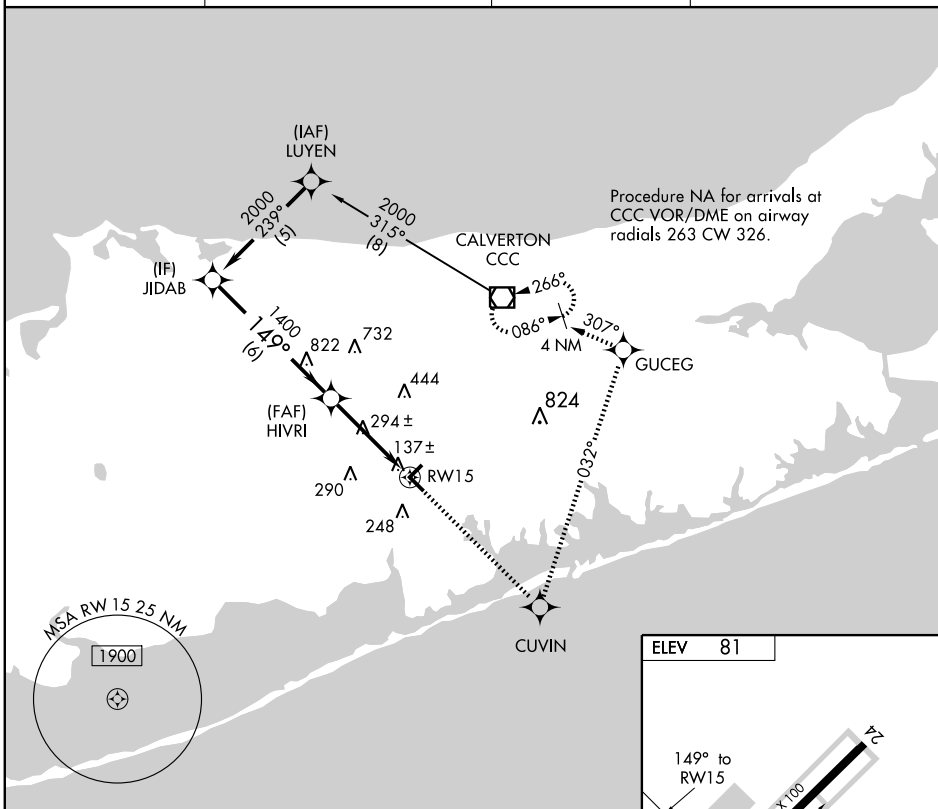 (IAF)
LUYEN
2000
239°
(5)
2000
315°
(8)
Procedure NA for arrivals at
CCC VOR/DME on airway
radials 263 CW 326.
CALVERTON
CCC
(IF)
JIDAB
266°
086°
4 NM
307°
GUCEG
1400
149°
(6)
822
732
444
824
(FAF)
HIVRI
294 ±
137 ±
RW15
290
248
032°
CUVIN
MSA RW 15 25 NM
1900
ELEV 81
24
149° to
RW15
X 100